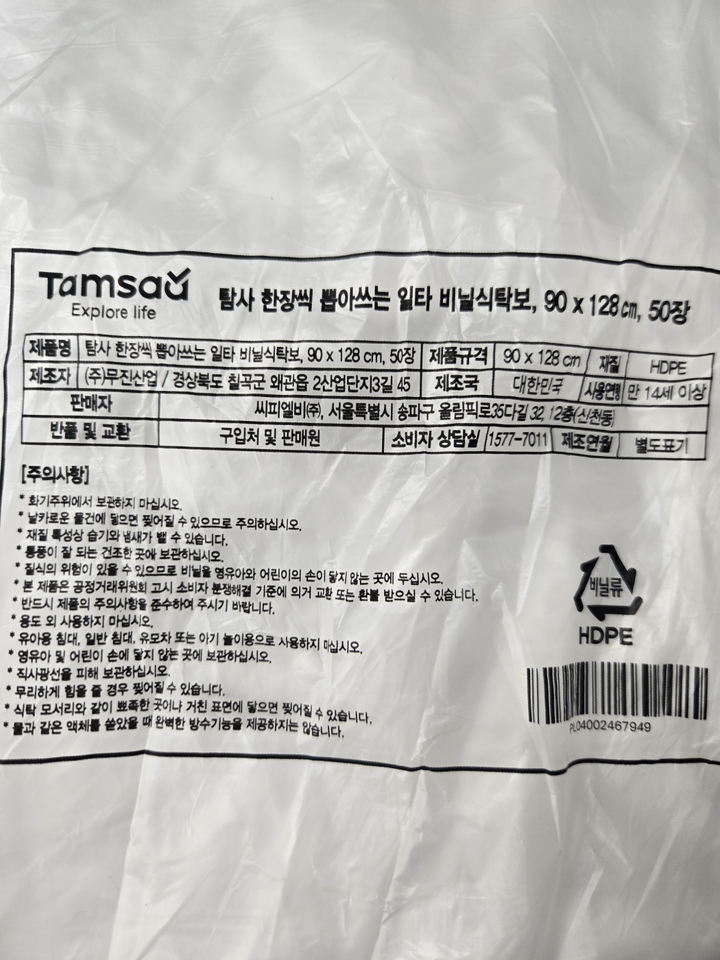 Tamsaa
Explore life
탐사 한장씩 뽑아쓰는 일타 비닐식탁보, 90 x 128 cm, 50장
제품명 탐사 한장씩 뽑아쓰는 일타 비닐식탁보, 90 x 128 cm, 50장 제품규격 90 x 128 cm 재질 HDPE
제조자 (주)무진산업 / 경상북도 칠곡군 왜관읍 2산업단지3길 45 제조국 대한민국 사용연령 만 14세 이상
판매자 씨피엘비(주), 서울특별시 송파구 올림픽로35다길 32, 12층(신천동)
반품 및 교환 구입처 및 판매원 소비자 상담실 1577-7011 제조연월 별도표기
[주의사항]
* 화기주위에서 보관하지 마십시오.
* 날카로운 물건에 닿으면 찢어질 수 있으므로 주의하십시오.
* 재질 특성상 습기와 냄새가 밸 수 있습니다.
* 통풍이 잘 되는 건조한 곳에 보관하십시오.
* 질식의 위험이 있을 수 있으므로 비닐을 영유아와 어린이의 손이 닿지 않는 곳에 두십시오.
* 본 제품은 공정거래위원회 고시 소비자 분쟁해결 기준에 의거 교환 또는 환불 받으실 수 있습니다.
* 반드시 제품의 주의사항을 준수하여 주시기 바랍니다.
* 용도 외 사용하지 마십시오.
* 유아용 침대, 일반 침대, 유모차 또는 아기 놀이용으로 사용하지 마십시오.
* 영유아 및 어린이 손에 닿지 않는 곳에 보관하십시오.
* 직사광선을 피해 보관하십시오.
* 무리하게 힘을 줄 경우 찢어질 수 있습니다.
* 식탁 모서리와 같이 뾰족한 곳이나 거친 표면에 닿으면 찢어질 수 있습니다.
* 물과 같은 액체를 쏟았을 때 완벽한 방수기능을 제공하지는 않습니다.
비닐류
HDPE
PL04002467949